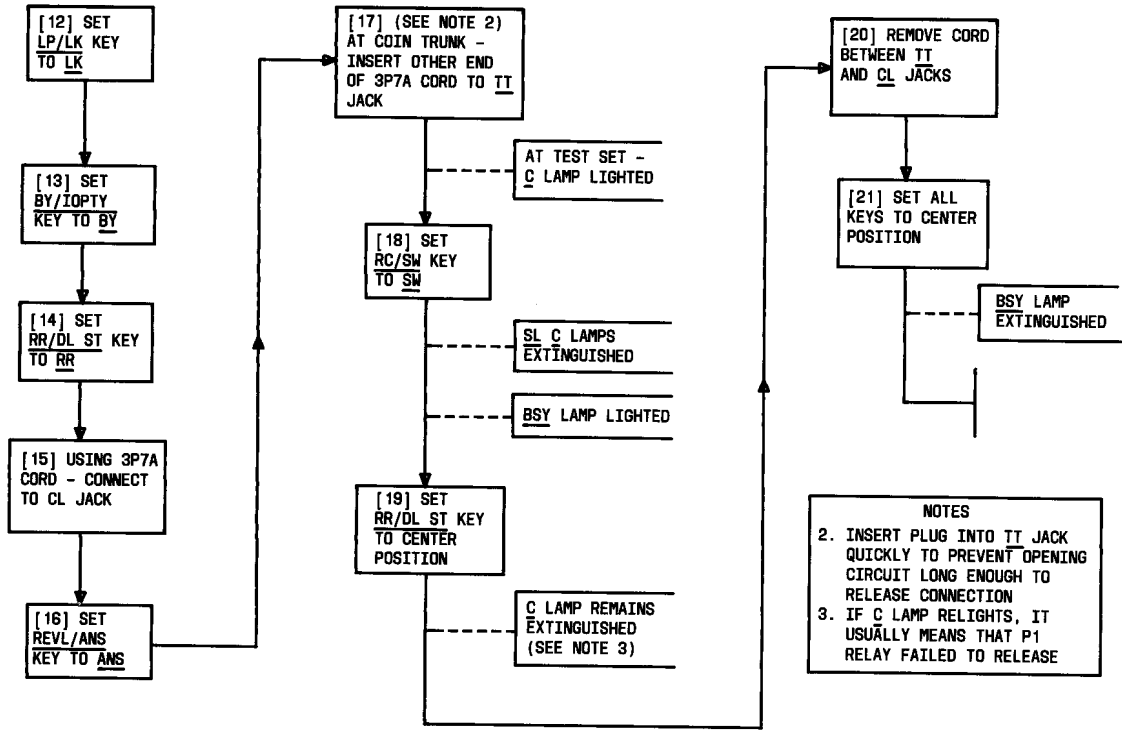 [12] SET
LP/LK KEY
TO LK
[13] SET
BY/IOPTY
KEY TO BY
[14] SET
RR/DL ST KEY
TO RR
[15] USING 3P7A
CORD - CONNECT
TO CL JACK
[16] SET
REVL/ANS
KEY TO ANS
[17] (SEE NOTE 2)
AT COIN TRUNK -
INSERT OTHER END
OF 3P7A CORD TO TT
JACK
AT TEST SET -
C LAMP LIGHTED
[18] SET
RC/SW KEY
TO SW
SL C LAMPS
EXTINGUISHED
BSY LAMP LIGHTED
[19] SET
RR/DL ST KEY
TO CENTER
POSITION
C LAMP REMAINS
EXTINGUISHED
(SEE NOTE 3)
[20] REMOVE CORD
BETWEEN TT
AND CL JACKS
[21] SET ALL
KEYS TO CENTER
POSITION
BSY LAMP
EXTINGUISHED
NOTES
2. INSERT PLUG INTO TT JACK
QUICKLY TO PREVENT OPENING
CIRCUIT LONG ENOUGH TO
RELEASE CONNECTION
3. IF C LAMP RELIGHTS, IT
USUALLY MEANS THAT P1
RELAY FAILED TO RELEASE